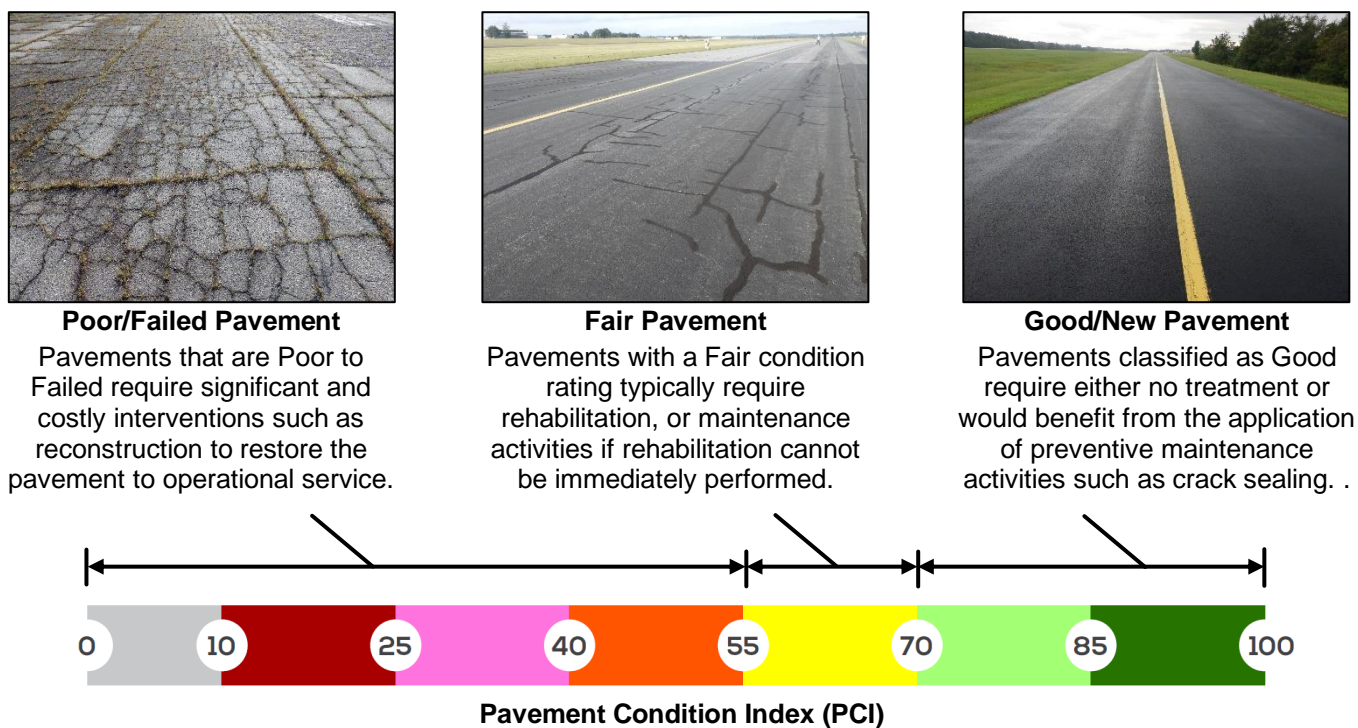 Poor/Failed Pavement
Pavements that are Poor to
Failed require significant and
costly interventions such as
reconstruction to restore the
pavement to operational service.
Fair Pavement
Pavements with a Fair condition
rating typically require
rehabilitation, or maintenance
activities if rehabilitation cannot
be immediately performed.
Good/New Pavement
Pavements classified as Good
require either no treatment or
would benefit from the application
of preventive maintenance
activities such as crack sealing. .
0 10 25 40 55 70 85 100
Pavement Condition Index (PCI)